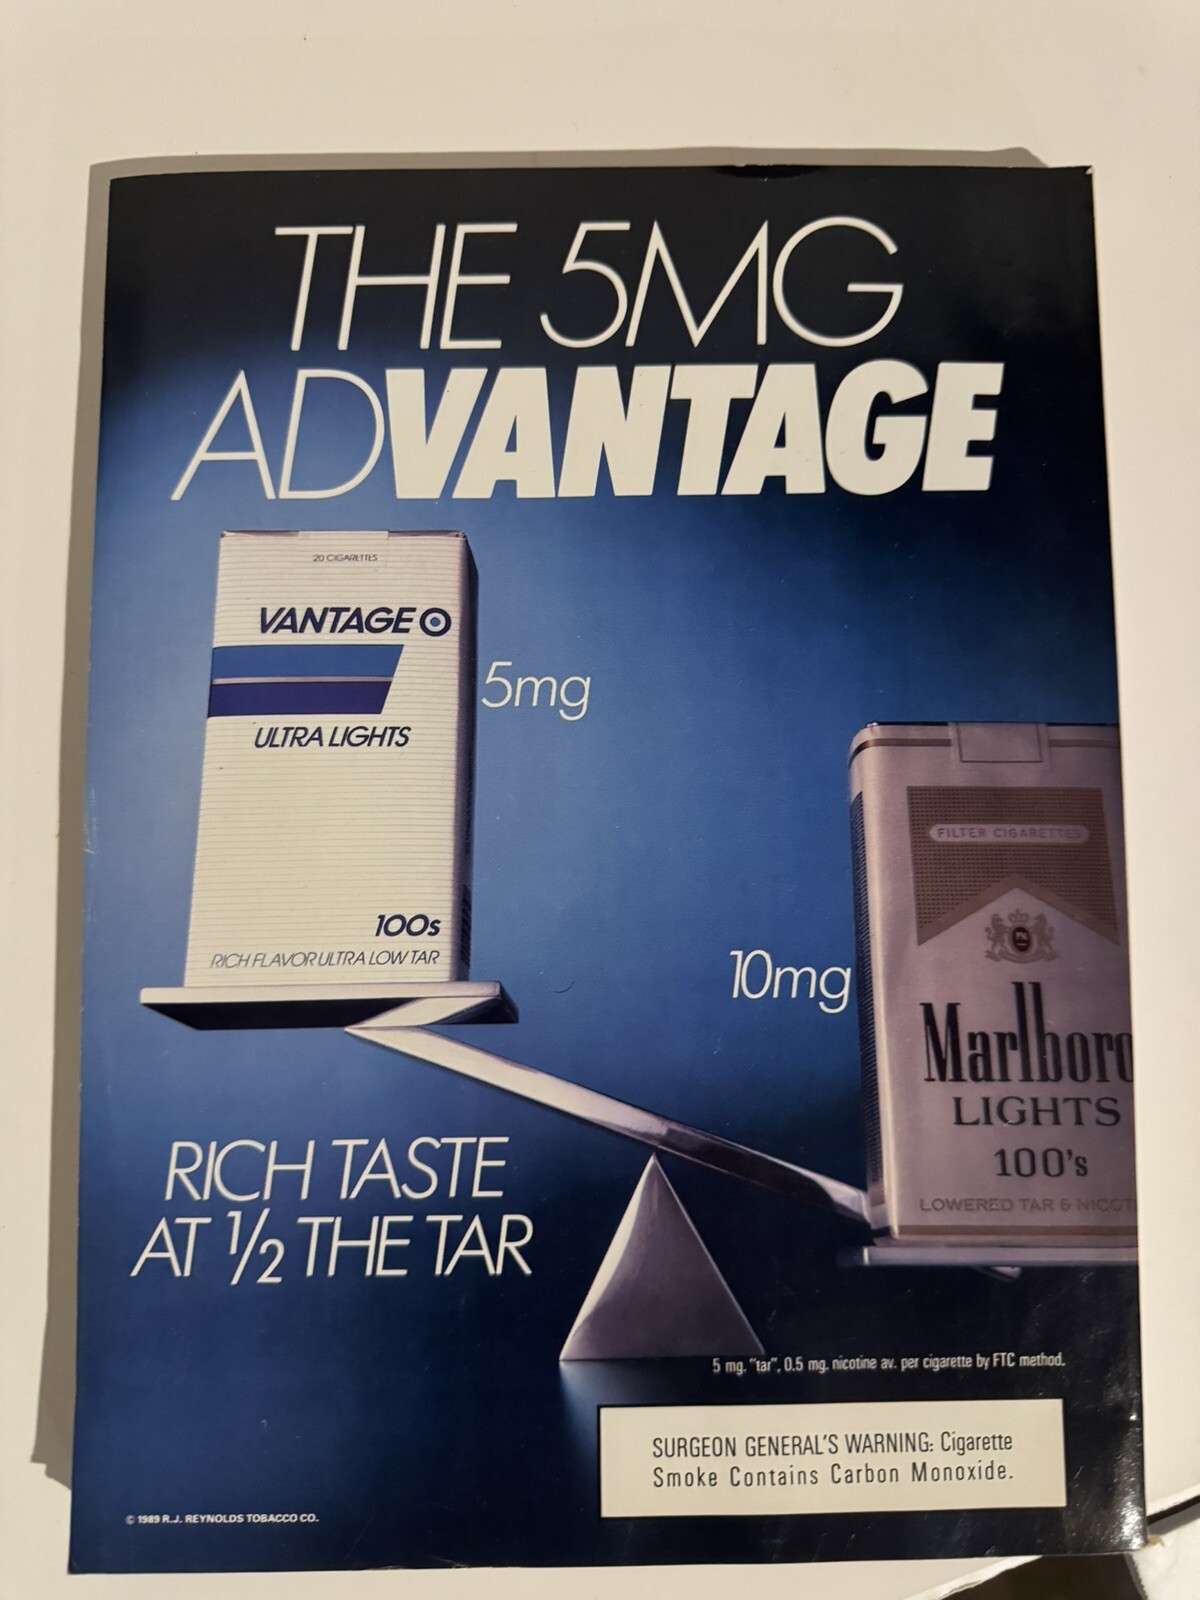 THE 5MG
ADVANTAGE
20 CIGARETTES
VANTAGE
ULTRA LIGHTS
5mg
100s
RICH FLAVOR ULTRA LOW TAR
FILTER CIGARETTES
PM
10mg
Marlboro
LIGHTS
100's
LOWERED TAR & NICOT
RICH TASTE
AT 1/2 THE TAR
5 mg. "tar", 0.5 mg. nicotine av. per cigarette by FTC method.
SURGEON GENERAL'S WARNING: Cigarette
Smoke Contains Carbon Monoxide.
© 1989 R.J. REYNOLDS TOBACCO CO.